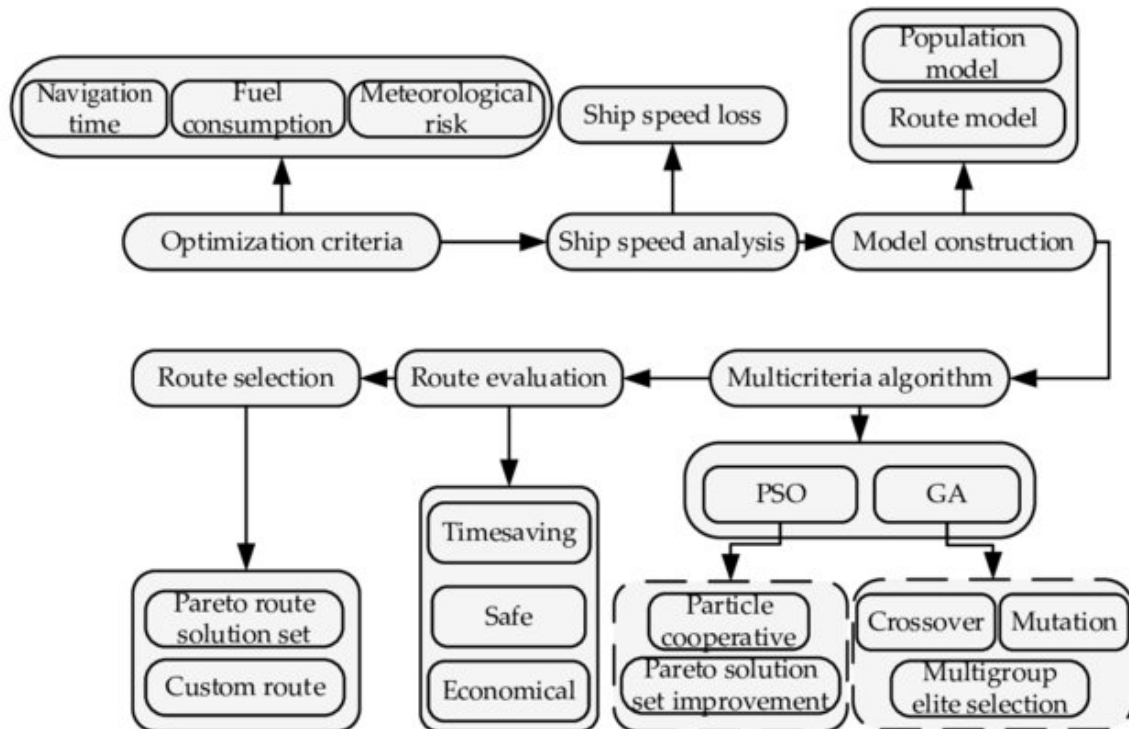 Navigation
time
Fuel
consumption
Meteorological
risk
Ship speed loss
Population
model
Route model
Optimization criteria
Ship speed analysis
Model construction
Route selection
Route evaluation
Multicriteria algorithm
PSO
GA
Timesaving
Safe
Economical
Pareto route
solution set
Custom route
Particle
cooperative
Pareto solution
set improvement
Crossover
Mutation
Multigroup
elite selection